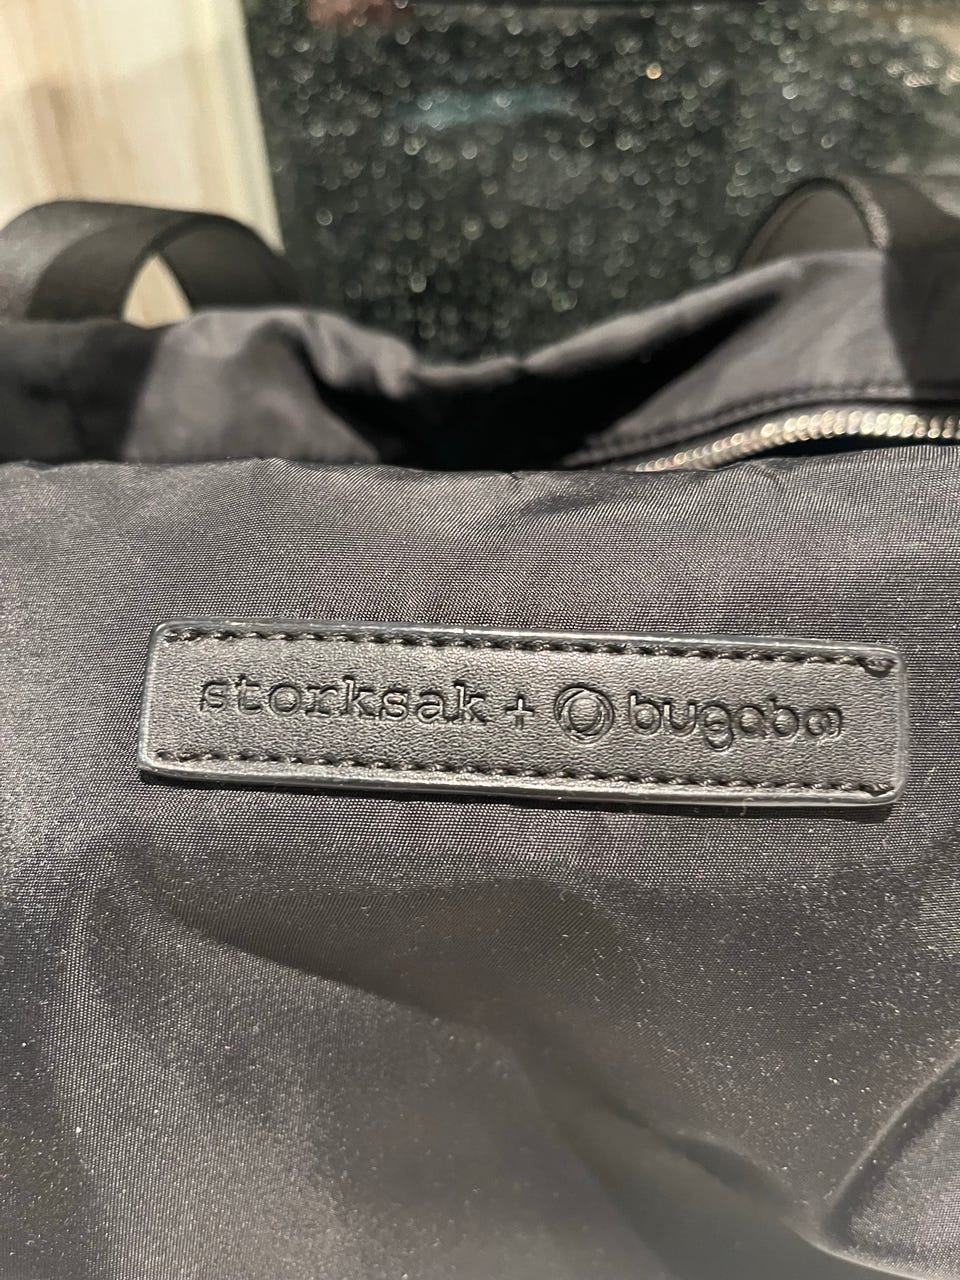 storksak + bugaboo